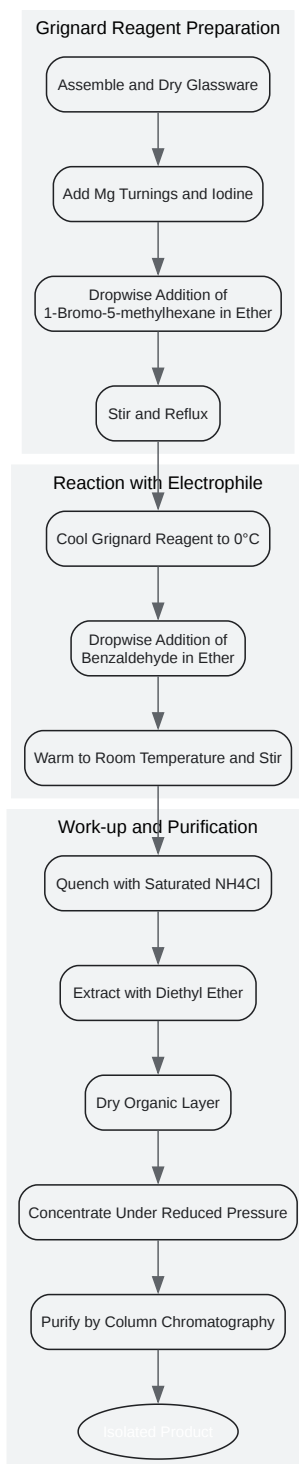 Grignard Reagent Preparation
Assemble and Dry Glassware
Add Mg Turnings and Iodine
Dropwise Addition of
1-Bromo-5-methylhexane in Ether
Stir and Reflux
Reaction with Electrophile
Cool Grignard Reagent to 0°C
Dropwise Addition of
Benzaldehyde in Ether
Warm to Room Temperature and Stir
Work-up and Purification
Quench with Saturated NH4Cl
Extract with Diethyl Ether
Dry Organic Layer
Concentrate Under Reduced Pressure
Purify by Column Chromatography
Isolated Product